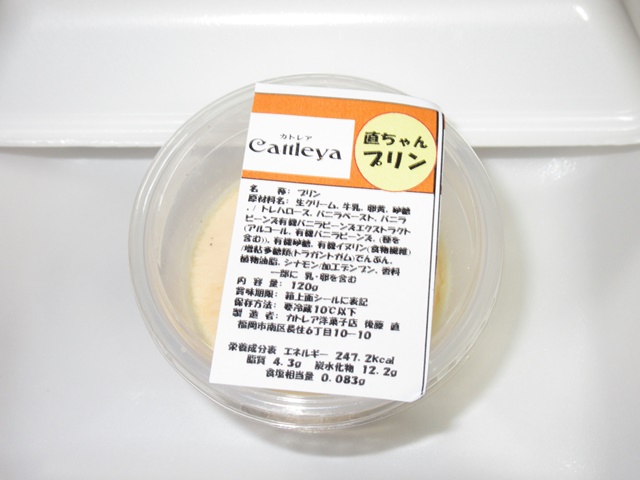 カトレア
Cattleya
直ちゃん
プリン
名　　称: プリン
原材料名: 生クリーム, 牛乳, 卵黄, 砂糖
, / トレハロース, バニラペースト, バニラ
ビーンズ有機バニラビーンズエクストラクト
(アルコール, 有機バニラビーンズ, (種を
含む)), 有機砂糖, 有機イヌリン(食物繊維)
/増粘多糖類(トラガントガム)でんぷん,
植物油脂, シナモン/加工デンプン, 香料
一部に 乳・卵を含む
内 容 量: 120g
賞味期限: 箱上面シールに表記
保存方法: 要冷蔵10℃以下
製 造 者: カトレア洋菓子店 後藤 直
福岡市南区長住6丁目10-10
栄養成分表 エネルギー 247.2kcal
脂質 4.3g 炭水化物 12.2g
食塩相当量 0.083g